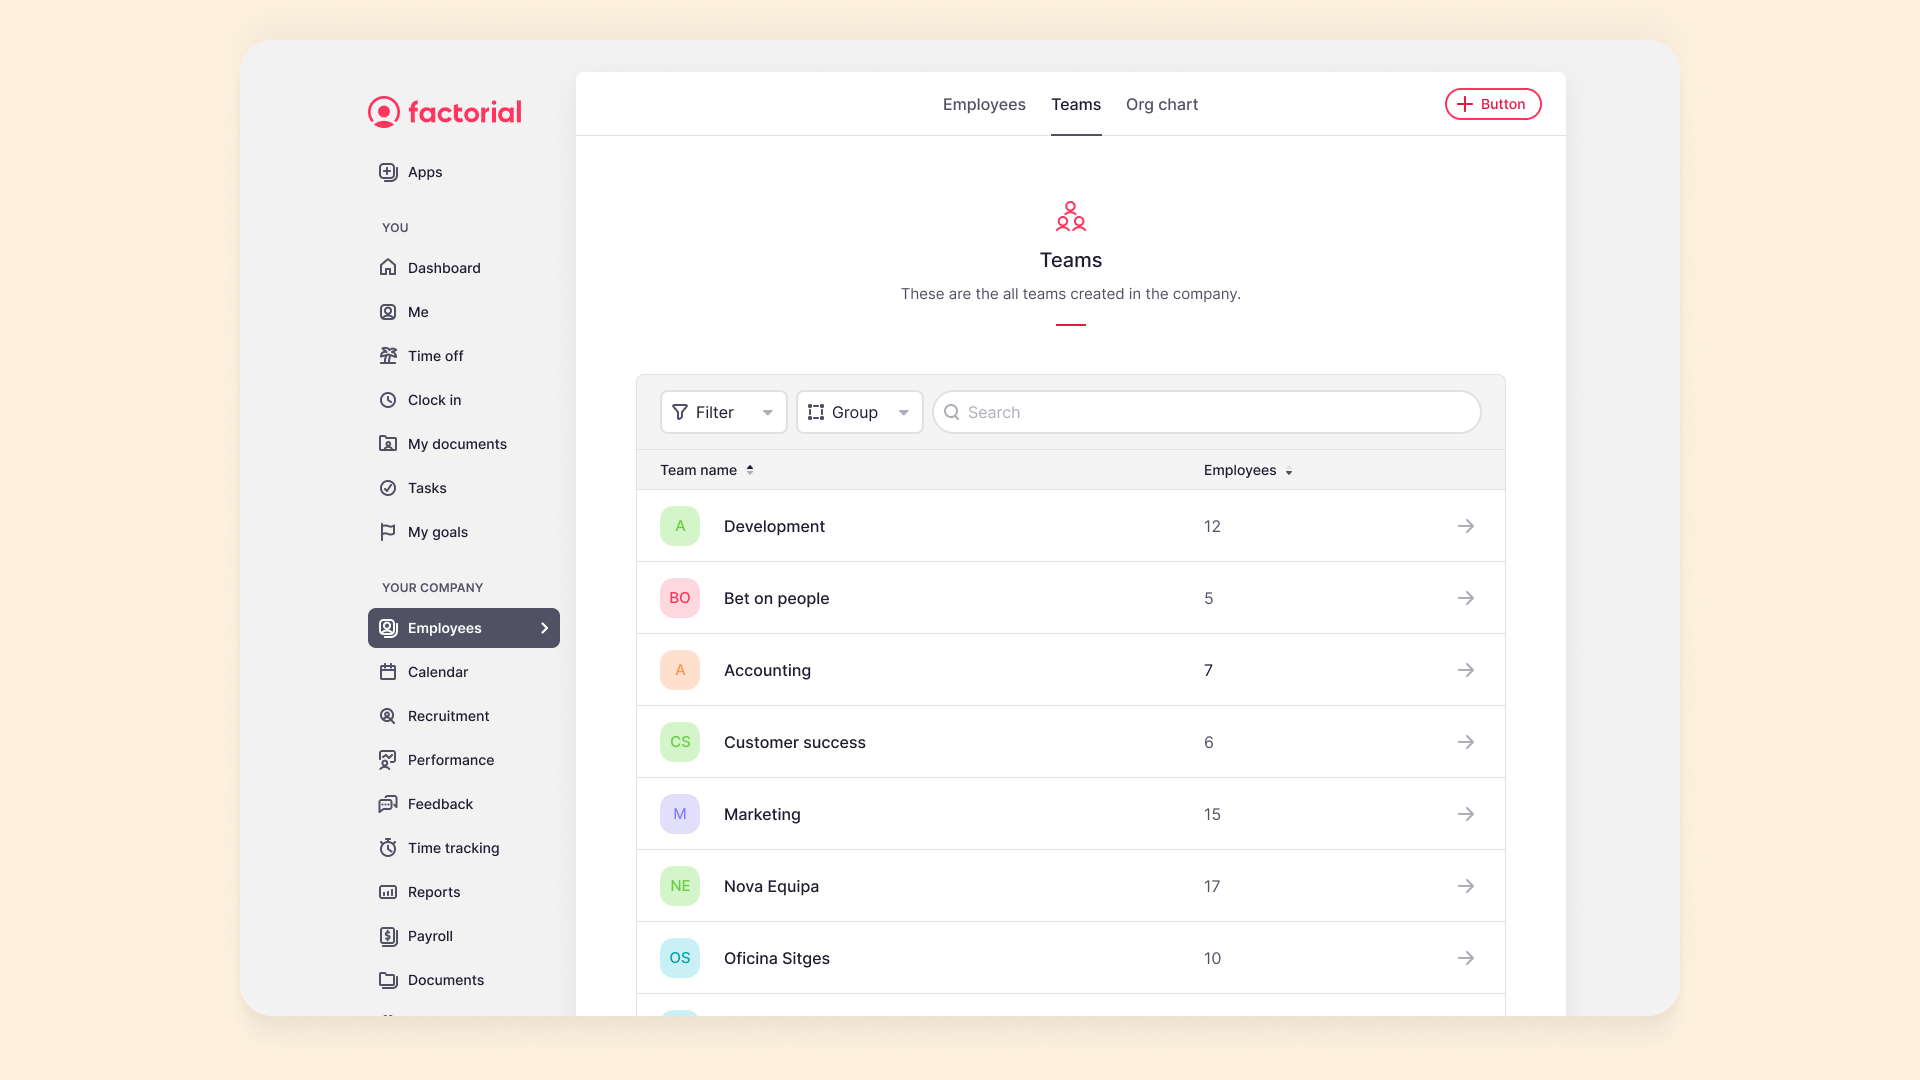 factorial
Apps
YOU
Dashboard
Me
Time off
Clock in
My documents
Tasks
My goals
YOUR COMPANY
Employees
Calendar
Recruitment
Performance
Feedback
Time tracking
Reports
Payroll
Documents
Employees Teams Org chart
Button
Teams
These are the all teams created in the company.
Filter Group Search
Team name Employees
A Development 12
BO Bet on people 5
A Accounting 7
CS Customer success 6
M Marketing 15
NE Nova Equipa 17
OS Oficina Sitges 10